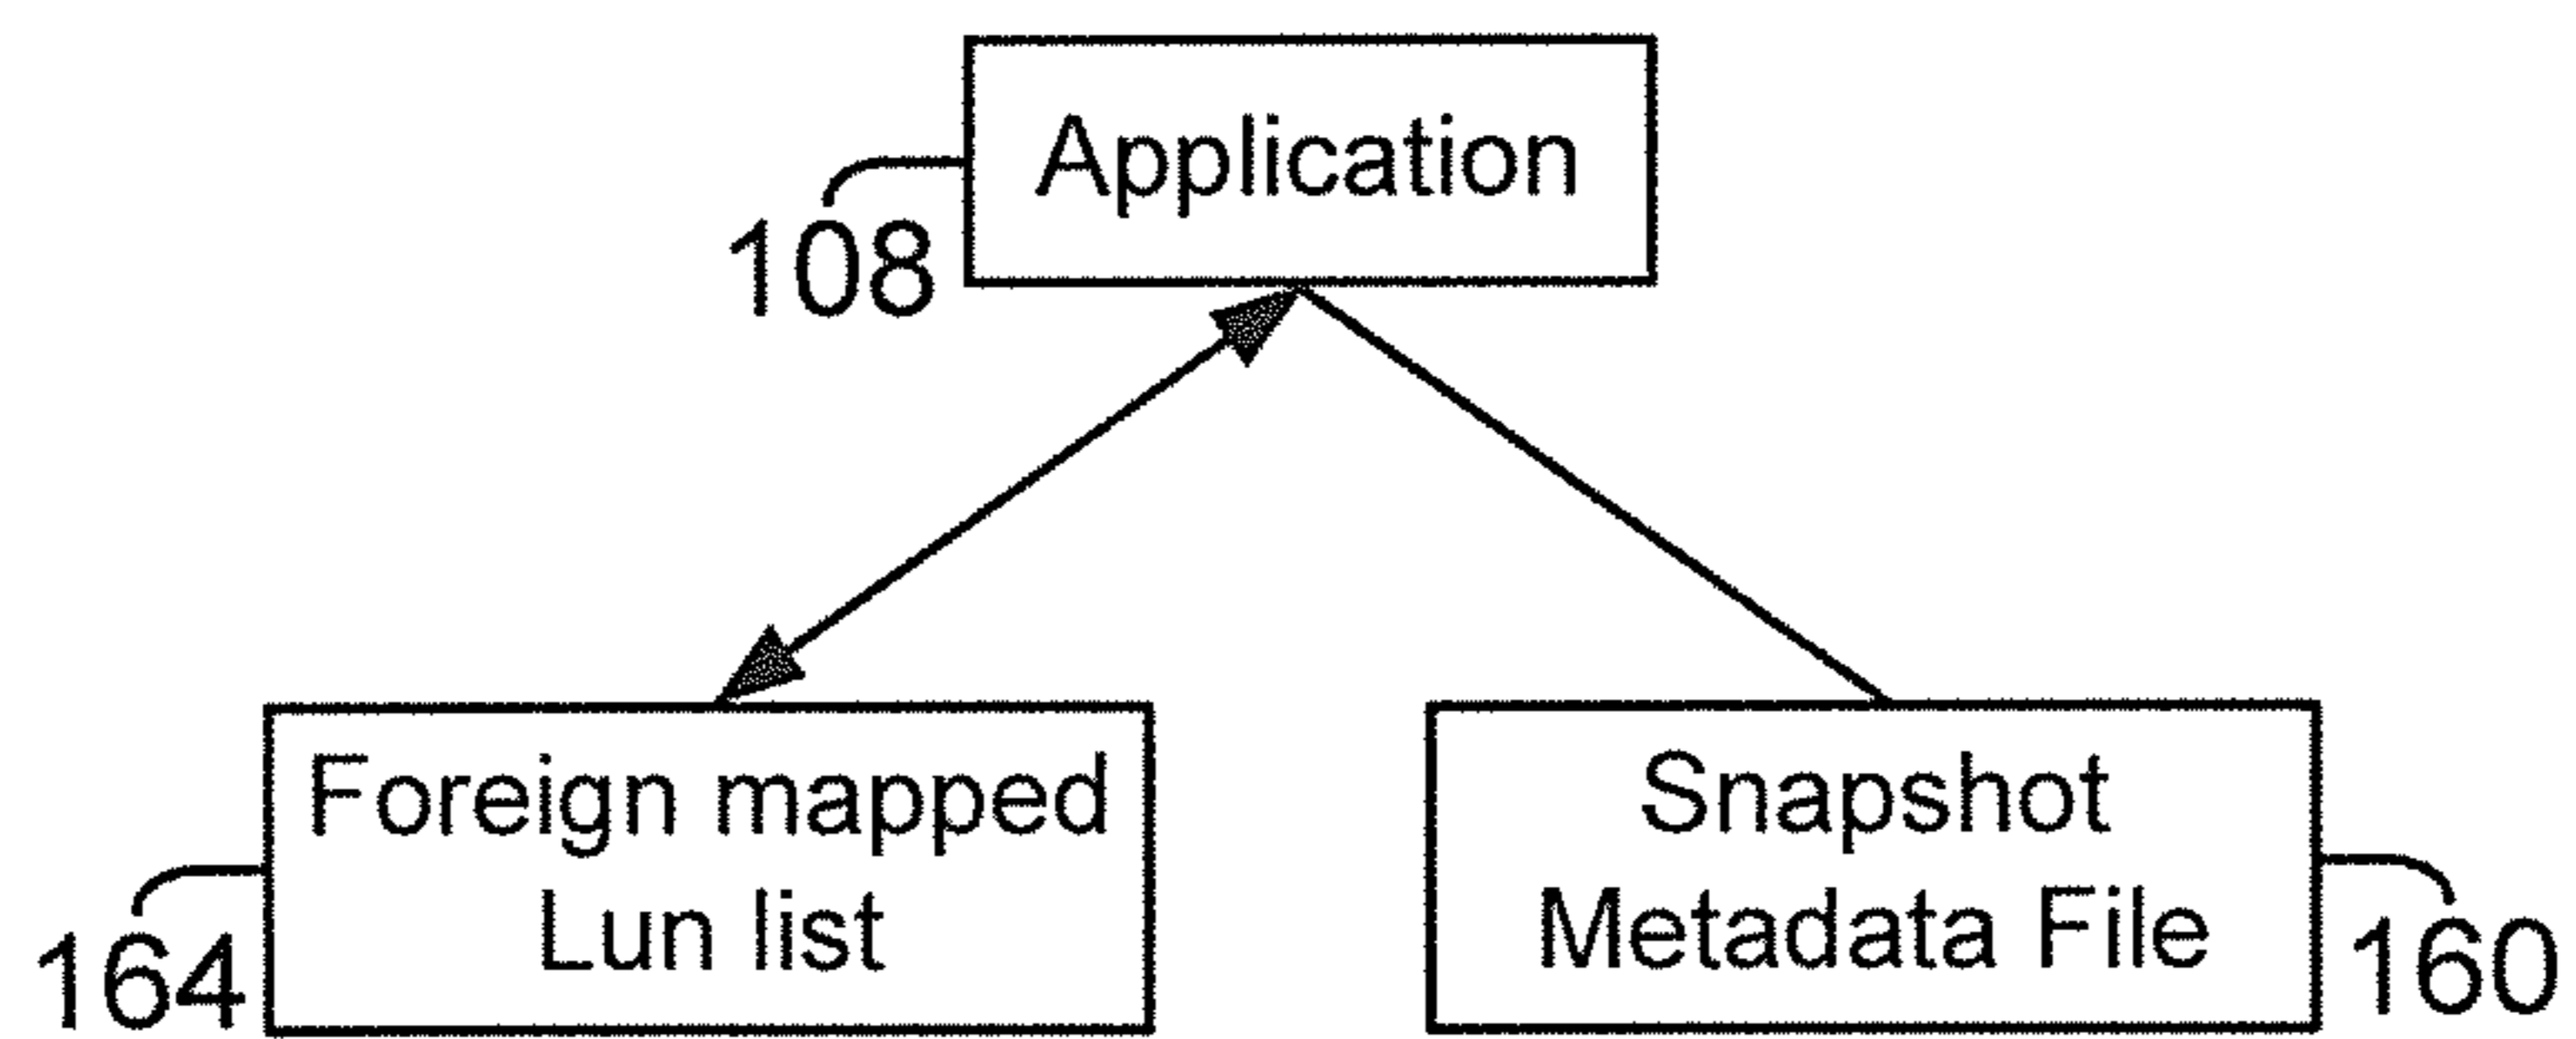 Application
108
Foreign mapped
Lun list
164
Snapshot
Metadata File
160